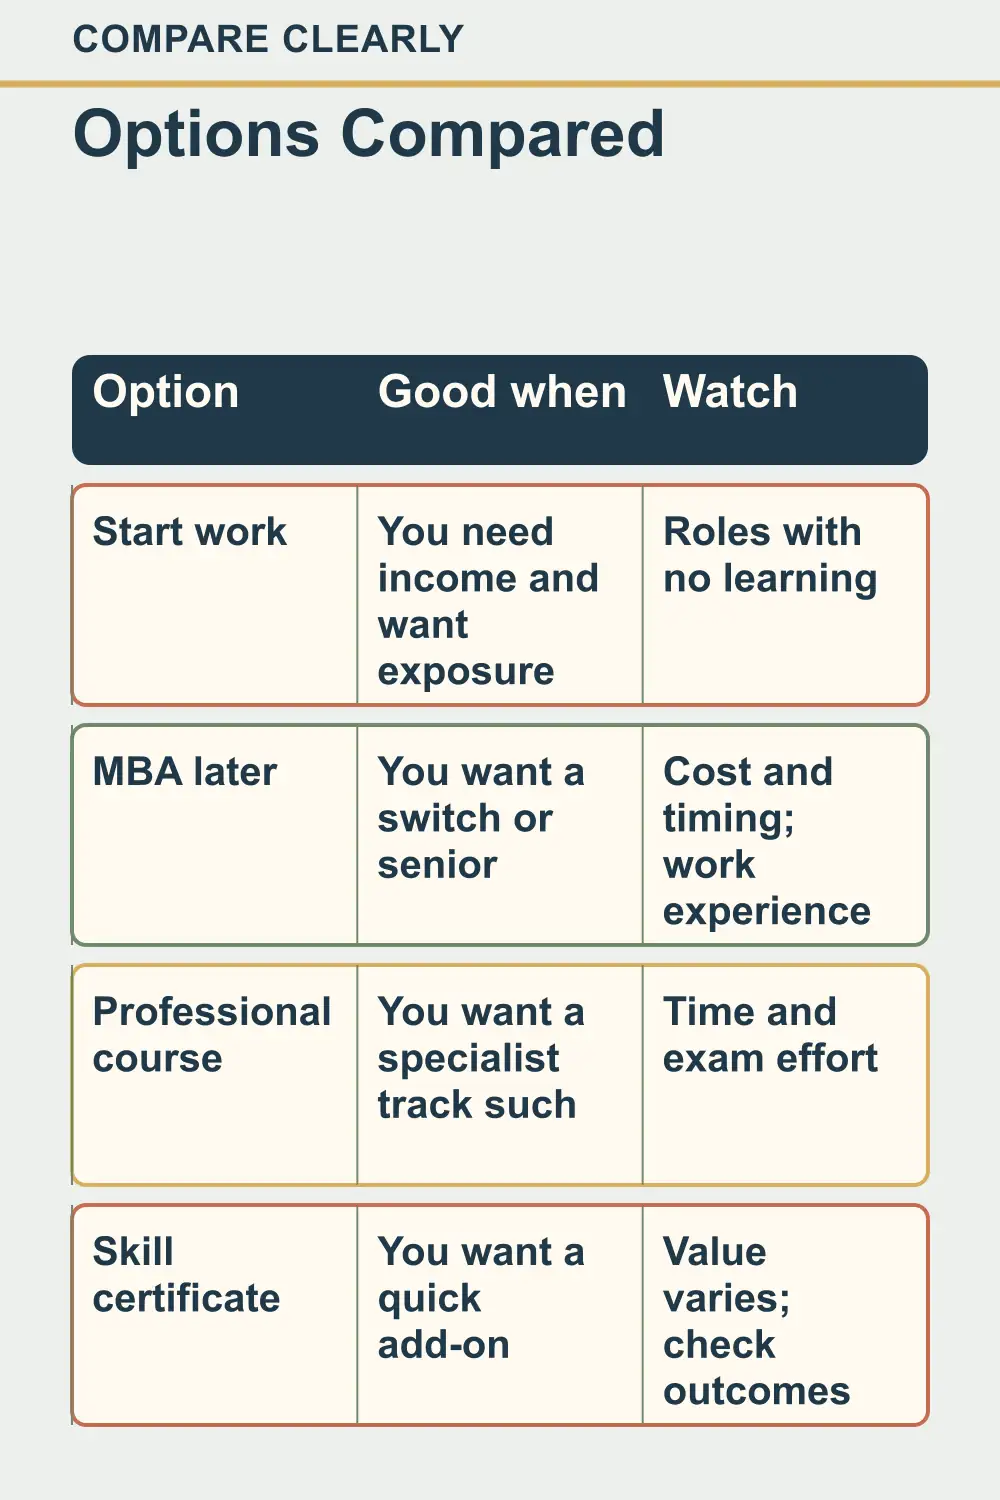 COMPARE CLEARLY
Options Compared
Option
Good when
Watch
Start work
You need
income and
want
exposure
Roles with
no learning
MBA later
You want a
switch or
senior
Cost and
timing;
work
experience
Professional
course
You want a
specialist
track such
Time and
exam effort
Skill
certificate
You want a
quick
add-on
Value
varies;
check
outcomes